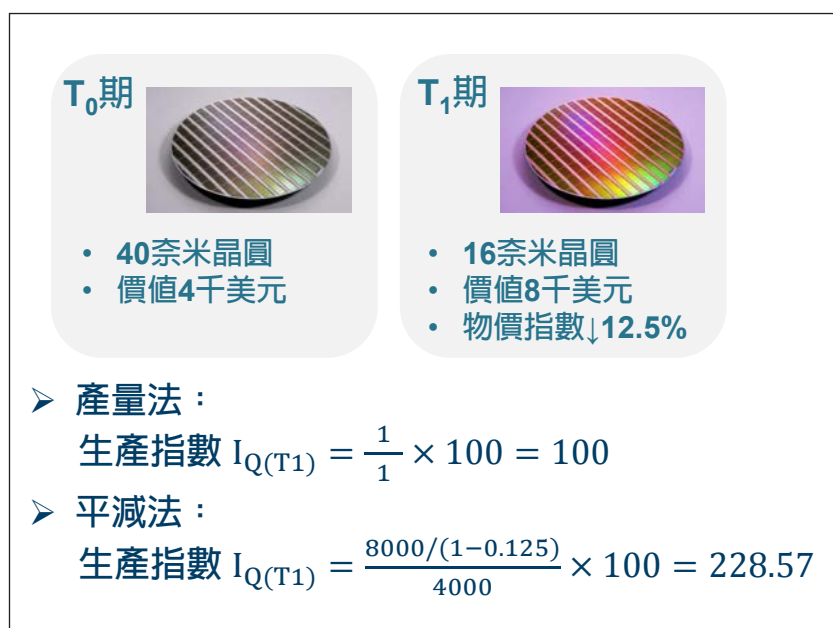 T₀期
• 40奈米晶圓
• 價值4千美元
T₁期
• 16奈米晶圓
• 價值8千美元
• 物價指數↓12.5%
➢ 產量法：
生產指數 I_Q(T1) = 1/1 × 100 = 100
➢ 平減法：
生產指數 I_Q(T1) = 8000/(1−0.125)/4000 × 100 = 228.57